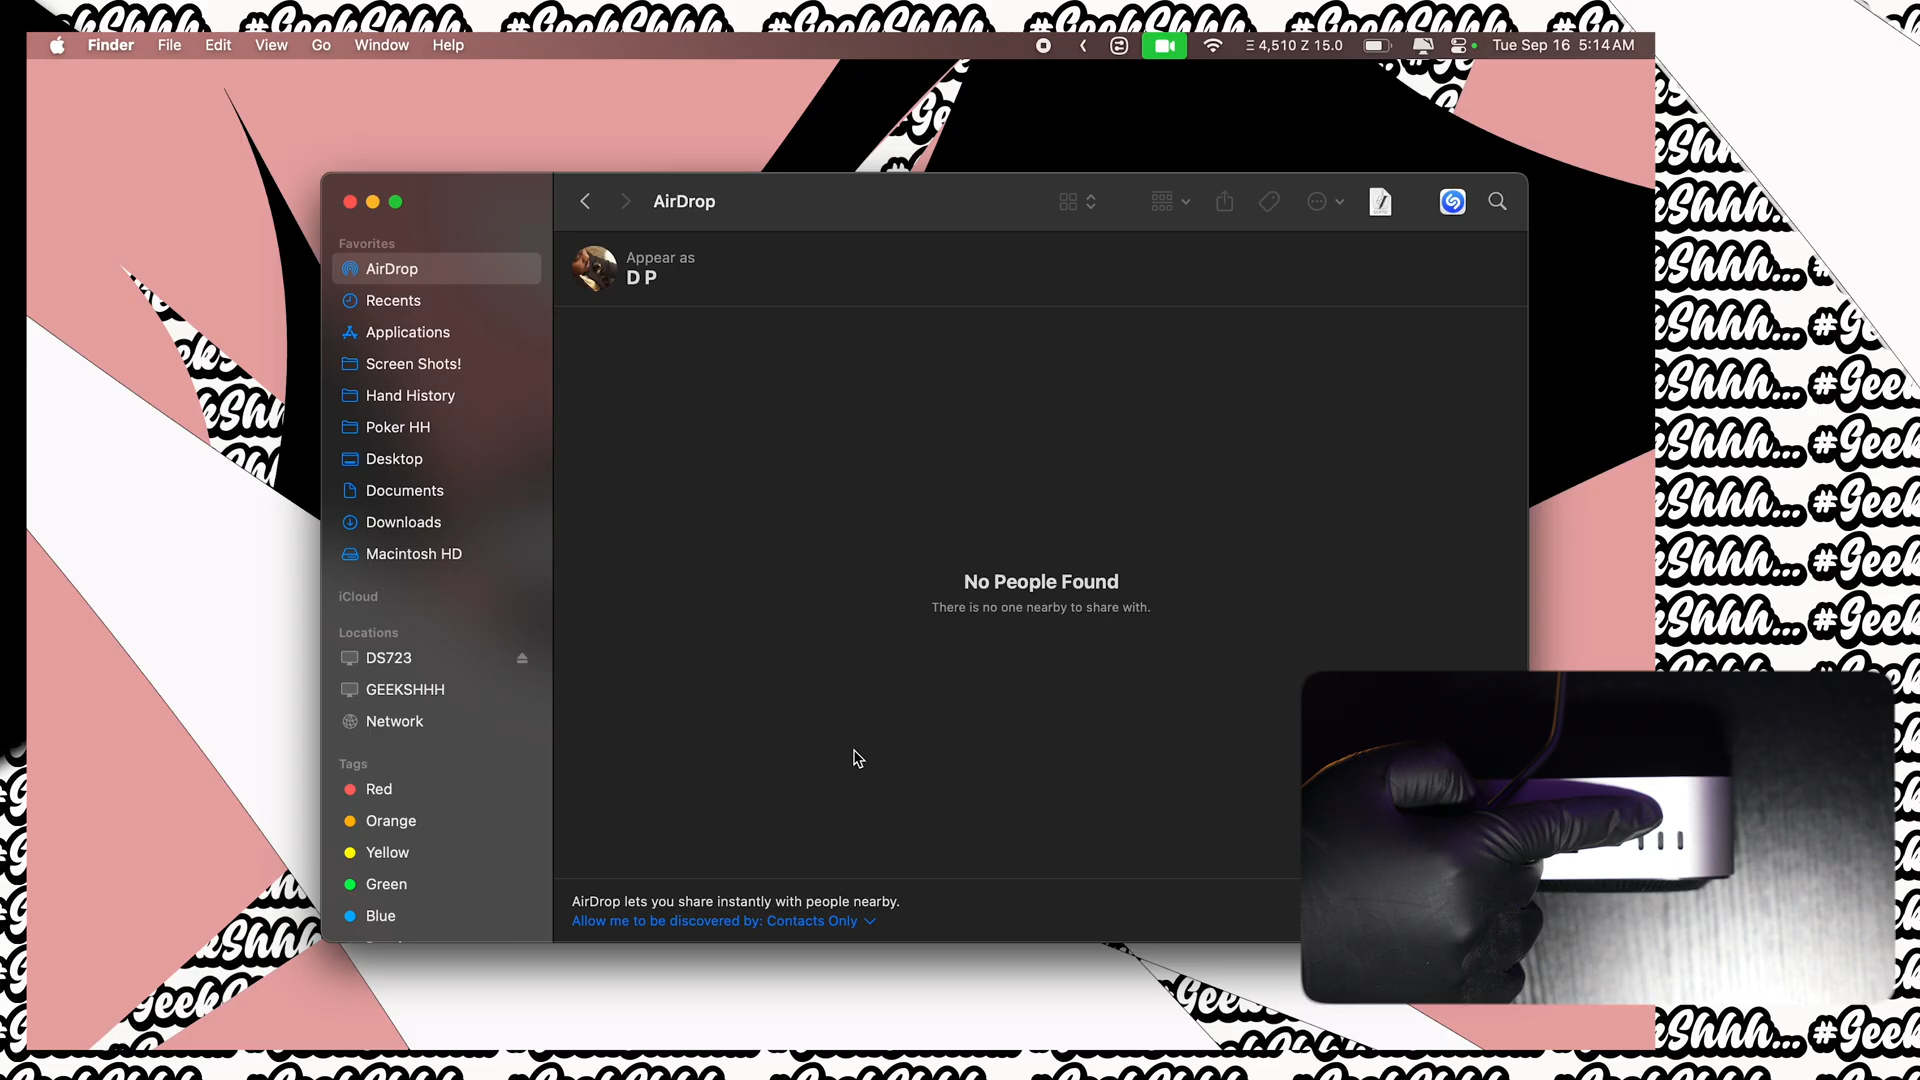 Finder File Edit View Go Window Help
4,510 Z 15.0 Tue Sep 16 5:14 AM
AirDrop
Appear as
D P
Favorites
AirDrop
Recents
Applications
Screen Shots!
Hand History
Poker HH
Desktop
Documents
Downloads
Macintosh HD
iCloud
Locations
DS723
GEEKSHHH
Network
Tags
Red
Orange
Yellow
Green
Blue
No People Found
There is no one nearby to share with.
AirDrop lets you share instantly with people nearby.
Allow me to be discovered by: Contacts Only
#GeekShhh...